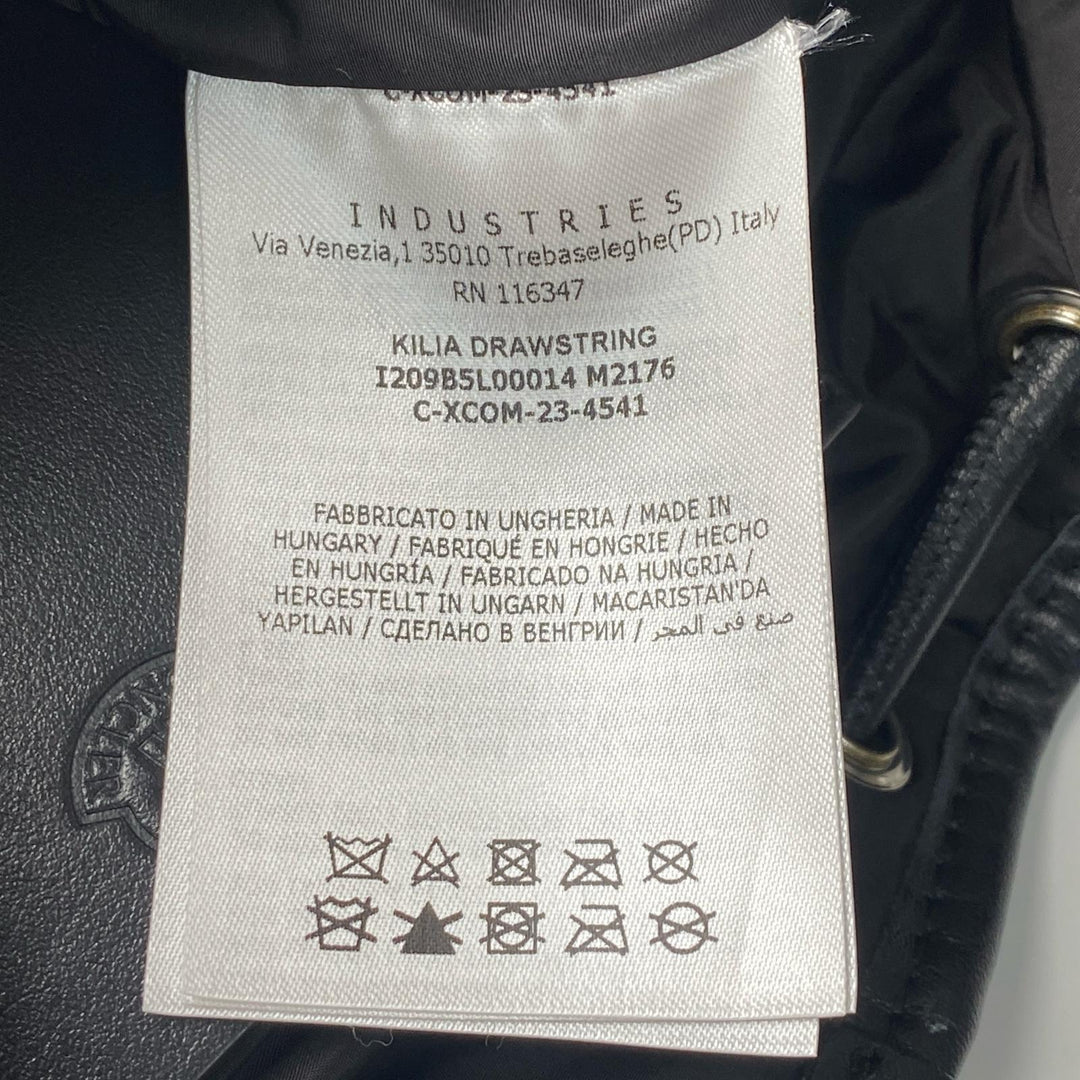 C-XCOM-23-4541
INDUSTRIES
Via Venezia,1 35010 Trebaseleghe(PD) Italy
RN 116347
KILIA DRAWSTRING
I209B5L00014 M2176
C-XCOM-23-4541
FABBRICATO IN UNGHERIA / MADE IN
HUNGARY / FABRIQUÉ EN HONGRIE / HECHO
EN HUNGRÍA / FABRICADO NA HUNGRIA /
HERGESTELLT IN UNGARN / MACARISTAN'DA
YAPILAN / СДЕЛАНО В ВЕНГРИИ / صنع في المجر